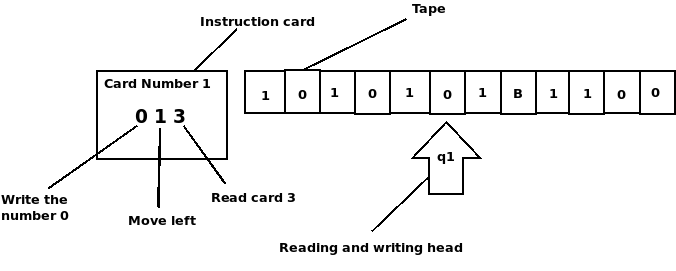 Tape
Instruction card
Card Number 1
0 1 3
1 0 1 0 1 0 1 B 1 1 0 0
q1
Write the
number 0
Move left
Read card 3
Reading and writing head